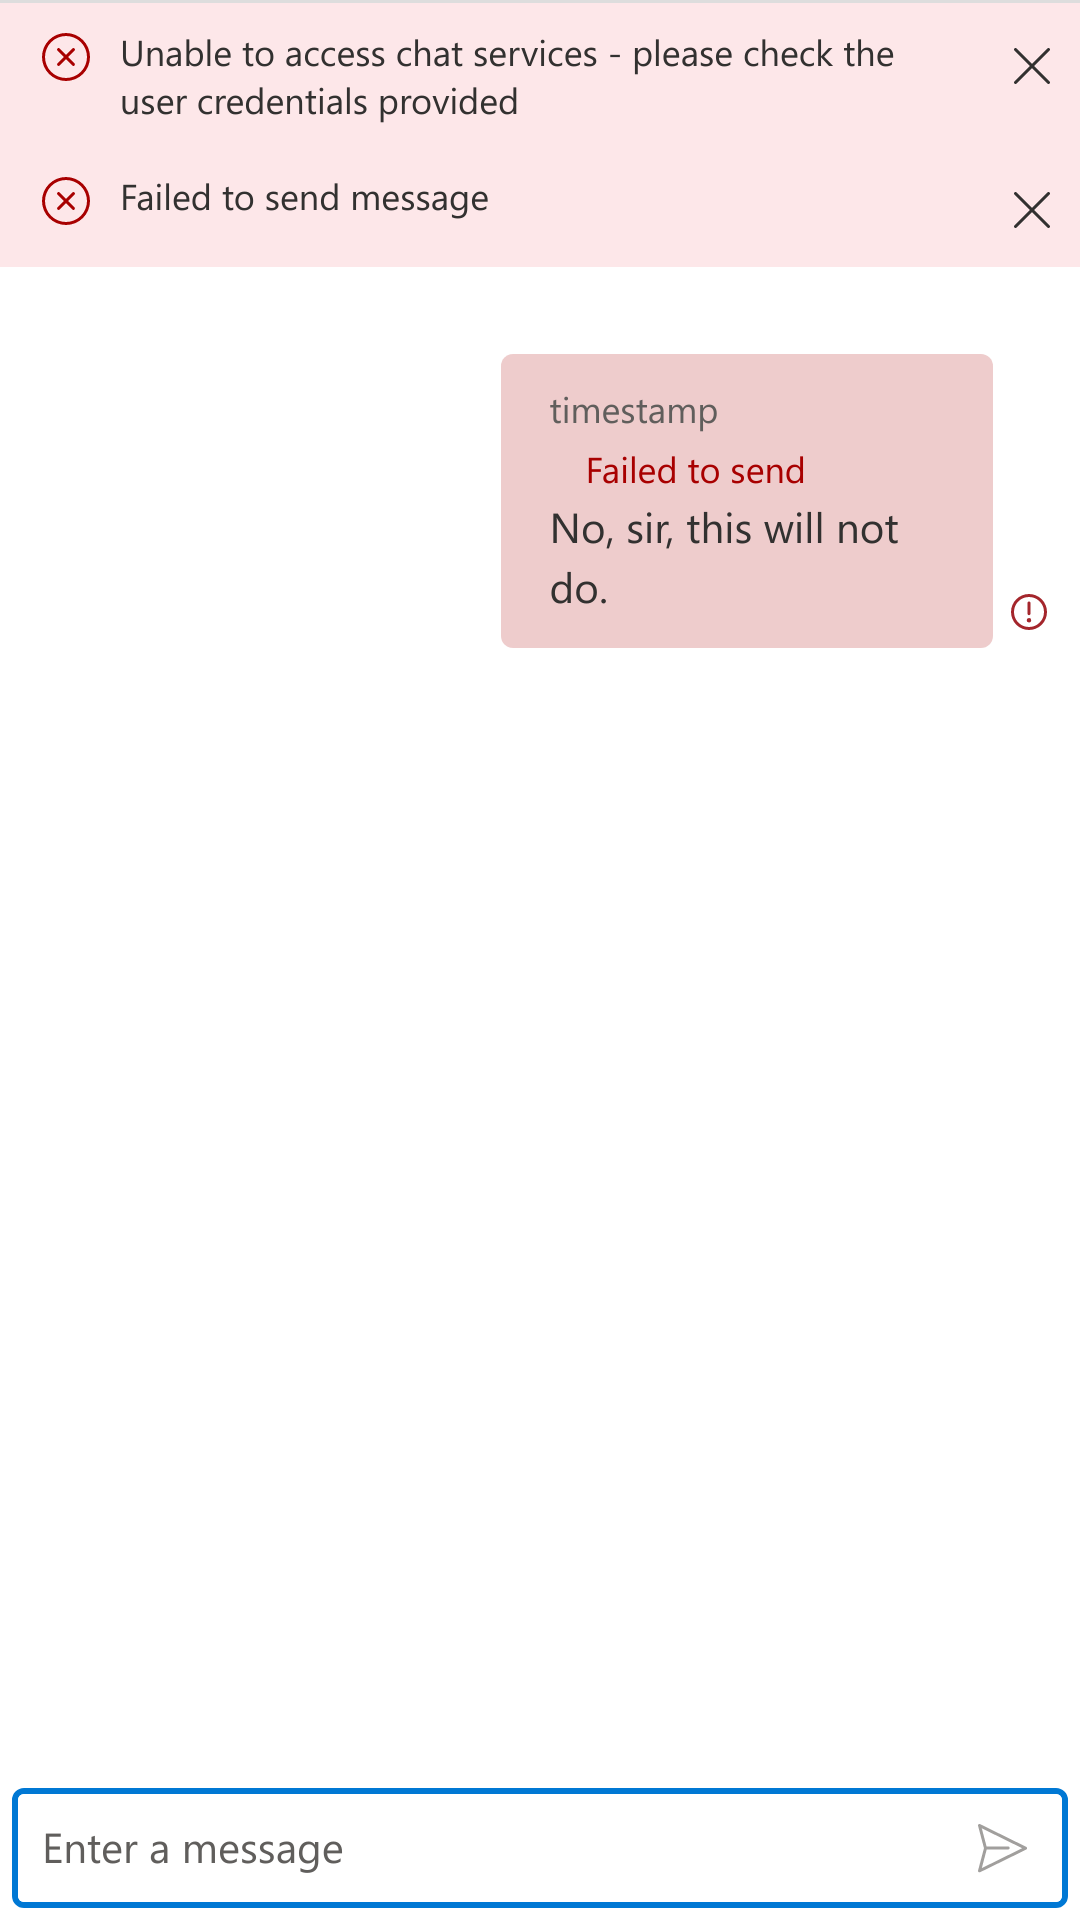 Unable to access chat services - please check the
user credentials provided
Failed to send message
timestamp
Failed to send
No, sir, this will not
do.
Enter a message